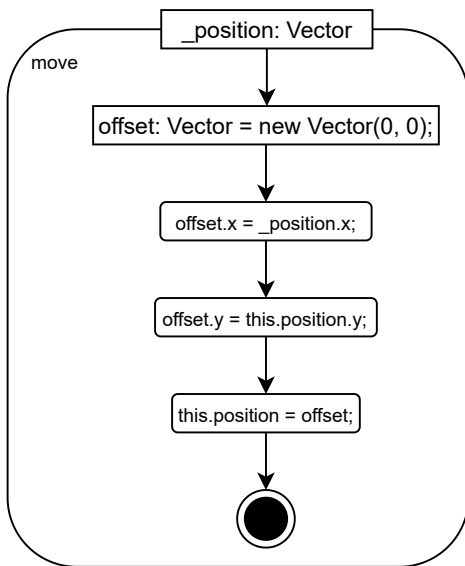 _position: Vector
move
offset: Vector = new Vector(0, 0);
offset.x = _position.x;
offset.y = this.position.y;
this.position = offset;